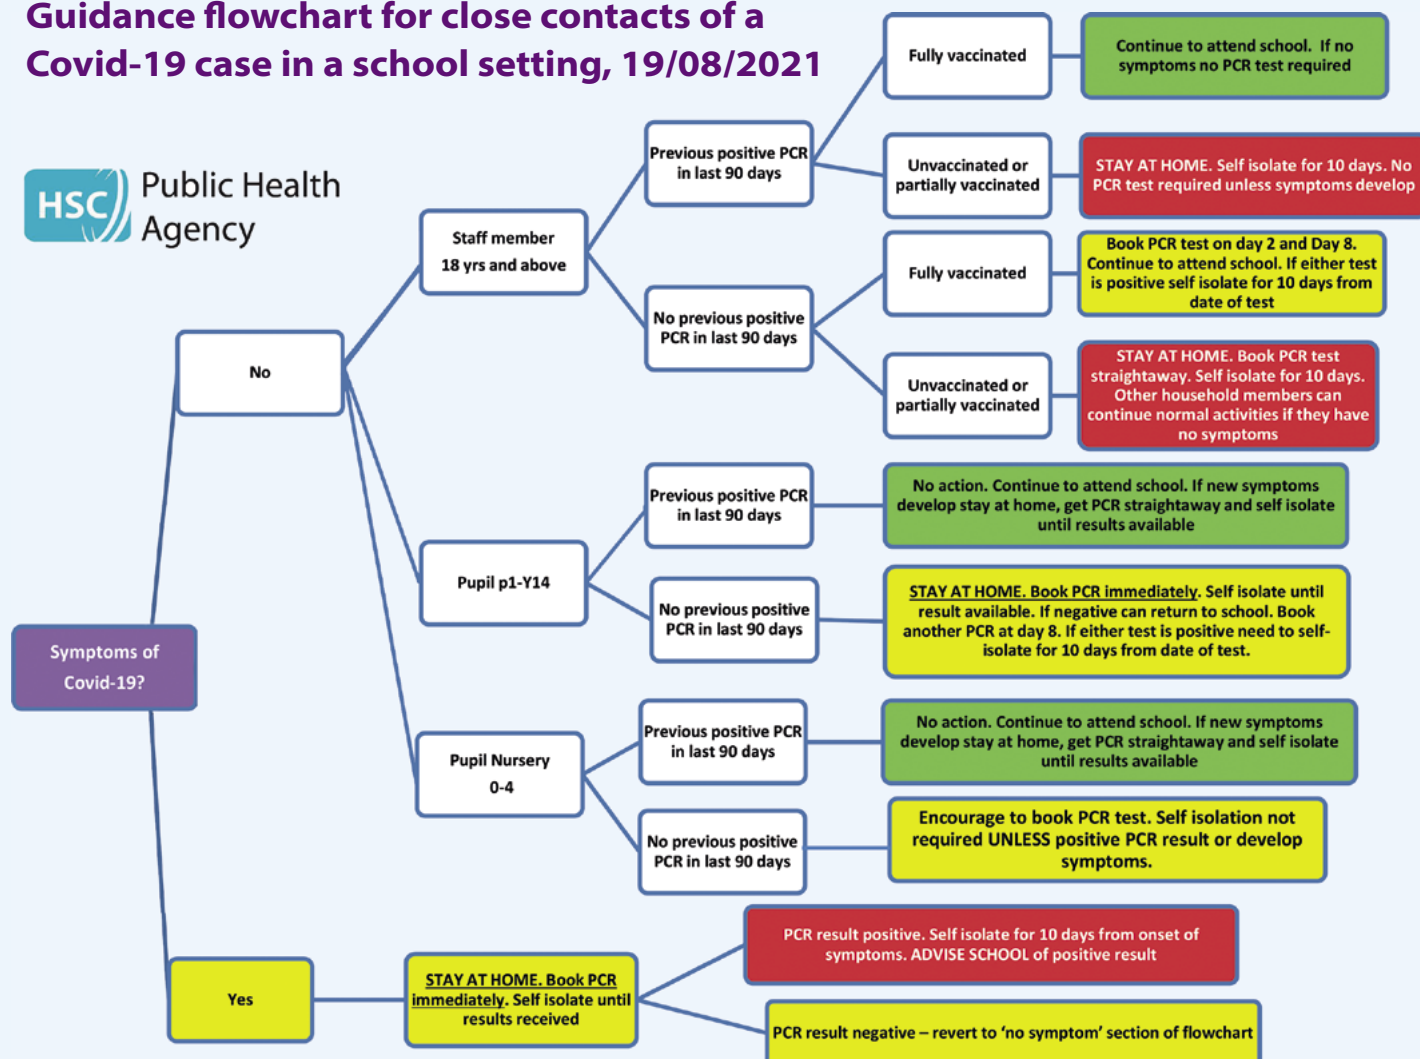 Guidance flowchart for close contacts of a
Covid-19 case in a school setting, 19/08/2021
HSC
Public Health
Agency
Symptoms of
Covid-19?
No
Staff member
18 yrs and above
Previous positive PCR
in last 90 days
Fully vaccinated
Continue to attend school. If no
symptoms no PCR test required
Unvaccinated or
partially vaccinated
STAY AT HOME. Self isolate for 10 days. No
PCR test required unless symptoms develop
No previous positive
PCR in last 90 days
Fully vaccinated
Book PCR test on day 2 and Day 8.
Continue to attend school. If either test
is positive self isolate for 10 days from
date of test
Unvaccinated or
partially vaccinated
STAY AT HOME. Book PCR test
straightaway. Self isolate for 10 days.
Other household members can
continue normal activities if they have
no symptoms
Pupil p1-Y14
Previous positive PCR
in last 90 days
No action. Continue to attend school. If new symptoms
develop stay at home, get PCR straightaway and self isolate
until results available
No previous positive
PCR in last 90 days
STAY AT HOME. Book PCR immediately. Self isolate until
result available. If negative can return to school. Book
another PCR at day 8. If either test is positive need to self-
isolate for 10 days from date of test.
Pupil Nursery
0-4
Previous positive PCR
in last 90 days
No action. Continue to attend school. If new symptoms
develop stay at home, get PCR straightaway and self isolate
until results available
No previous positive
PCR in last 90 days
Encourage to book PCR test. Self isolation not
required UNLESS positive PCR result or develop
symptoms.
Yes
STAY AT HOME. Book PCR
immediately. Self isolate until
results received
PCR result positive. Self isolate for 10 days from onset of
symptoms. ADVISE SCHOOL of positive result
PCR result negative – revert to ‘no symptom’ section of flowchart